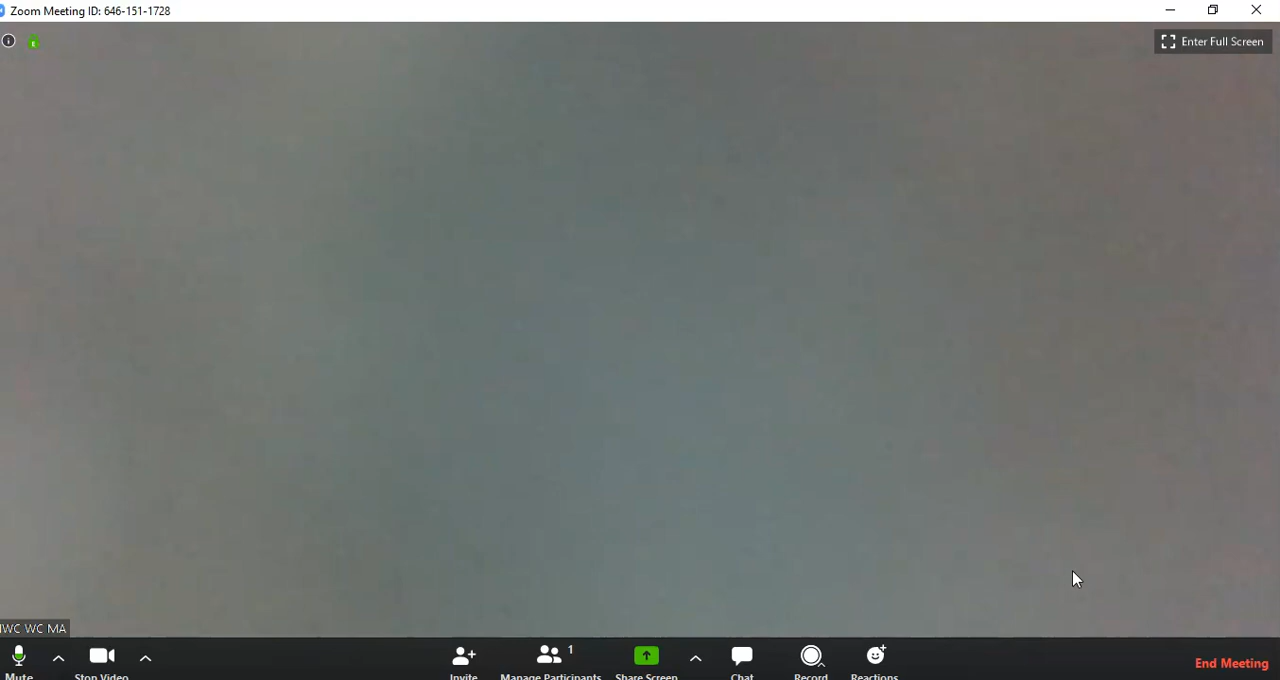 Zoom Meeting ID: 646-151-1728
Enter Full Screen
WC WC MA
Mute
Stop Video
Invite
Manage Participants
1
Share Screen
Chat
Record
Reactions
End Meeting